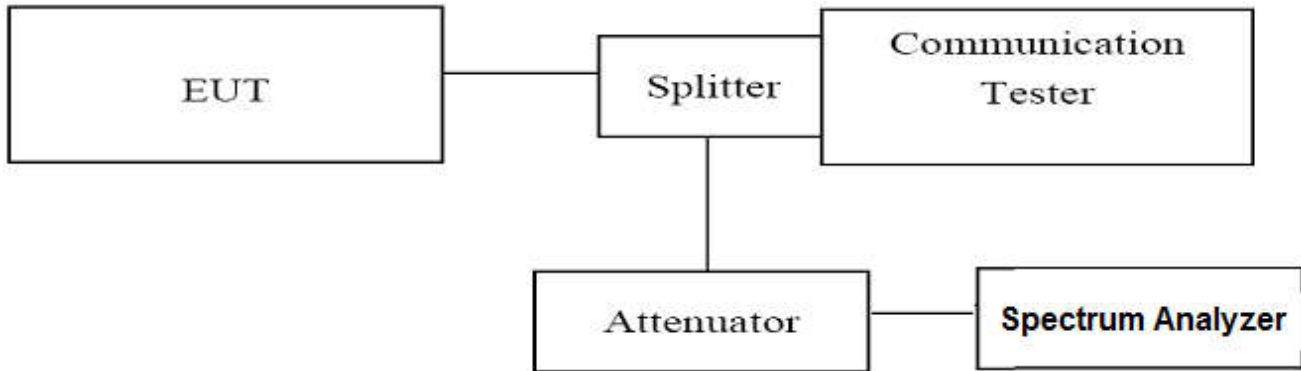 EUT
Splitter
Communication
Tester
Attenuator
Spectrum Analyzer